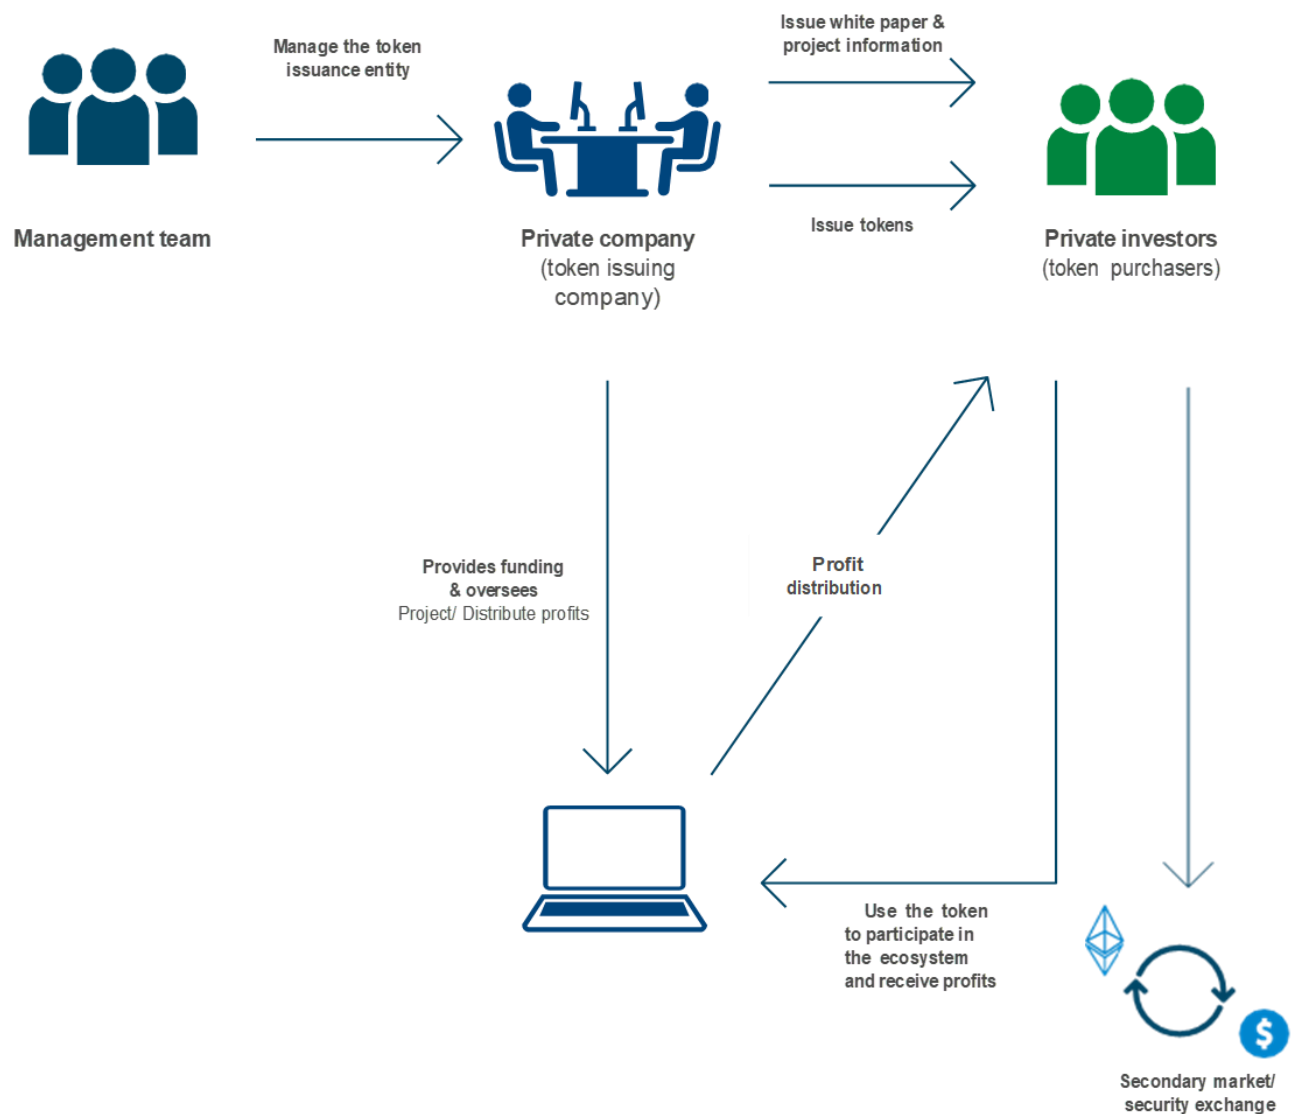 Manage the token
issuance entity
Issue white paper &
project information
Issue tokens
Management team
Private company
(token issuing
company)
Private investors
(token purchasers)
Provides funding
& oversees
Project/ Distribute profits
Profit
distribution
Use the token
to participate in
the ecosystem
and receive profits
$
Secondary market/
security exchange